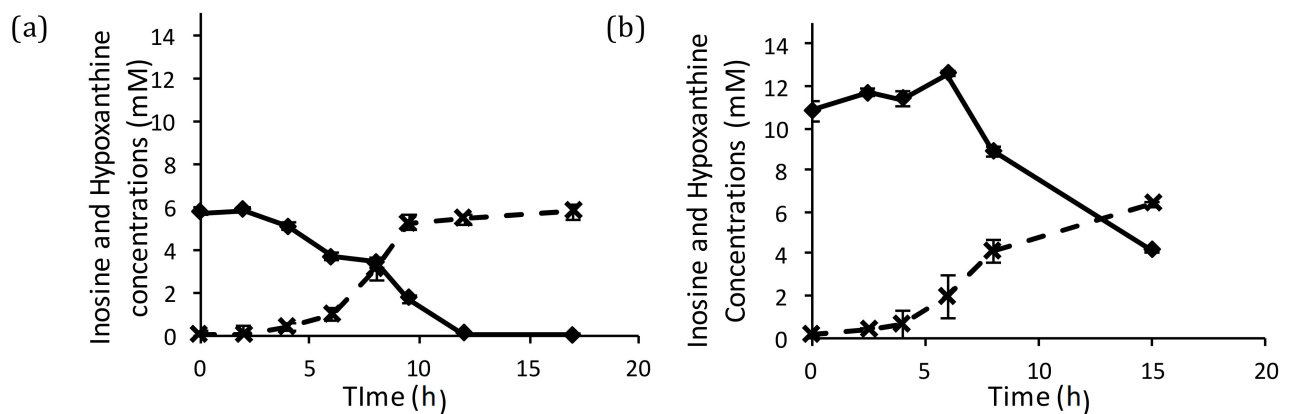 (a)
Inosine and Hypoxanthine
concentrations (mM)
14
12
10
8
6
4
2
0
0 5 10 15 20
TIme (h)
(b)
Inosine and Hypoxanthine
Concentrations (mM)
14
12
10
8
6
4
2
0
0 5 10 15 20
Time (h)